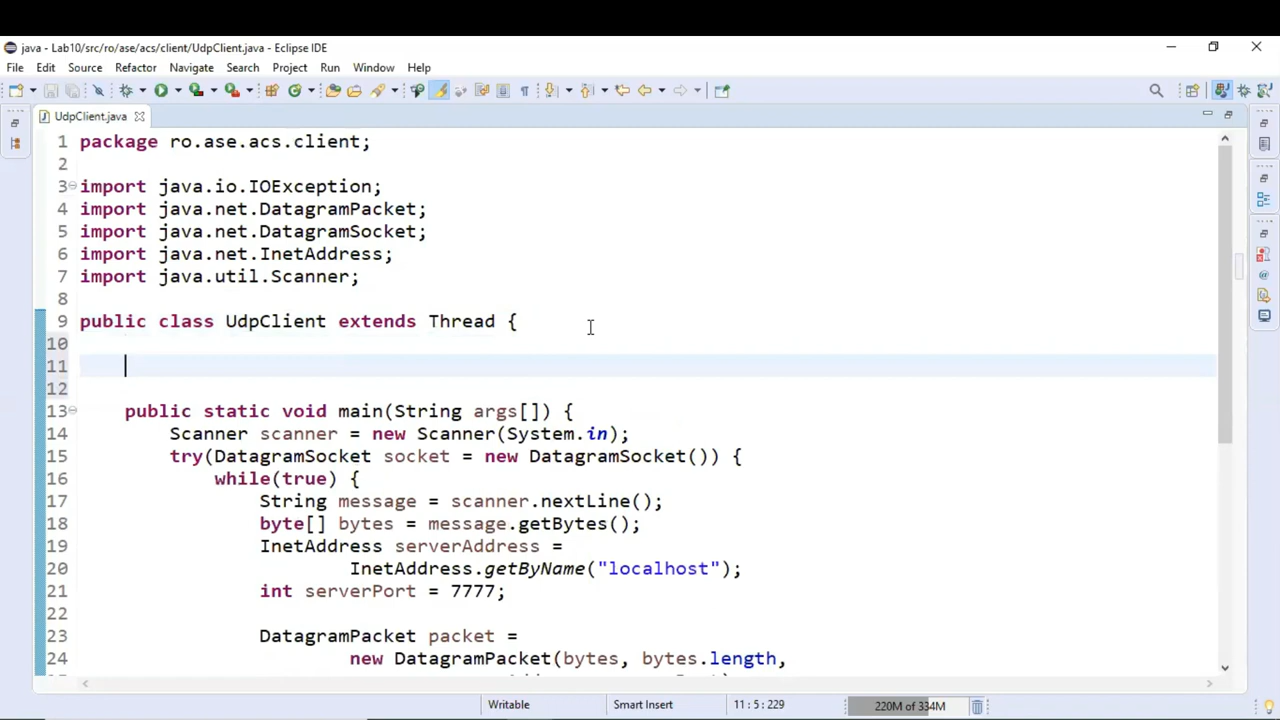 java - Lab10/src/ro/ase/acs/client/UdpClient.java - Eclipse IDE
File Edit Source Refactor Navigate Search Project Run Window Help
UdpClient.java
1 package ro.ase.acs.client;
2
3 import java.io.IOException;
4 import java.net.DatagramPacket;
5 import java.net.DatagramSocket;
6 import java.net.InetAddress;
7 import java.util.Scanner;
8
9 public class UdpClient extends Thread {
10
11
12
13 public static void main(String args[]) {
14 Scanner scanner = new Scanner(System.in);
15 try(DatagramSocket socket = new DatagramSocket()) {
16 while(true) {
17 String message = scanner.nextLine();
18 byte[] bytes = message.getBytes();
19 InetAddress serverAddress =
20 InetAddress.getByName("localhost");
21 int serverPort = 7777;
22
23 DatagramPacket packet =
24 new DatagramPacket(bytes, bytes.length,
Writable Smart Insert 11 : 5 : 229 220M of 334M